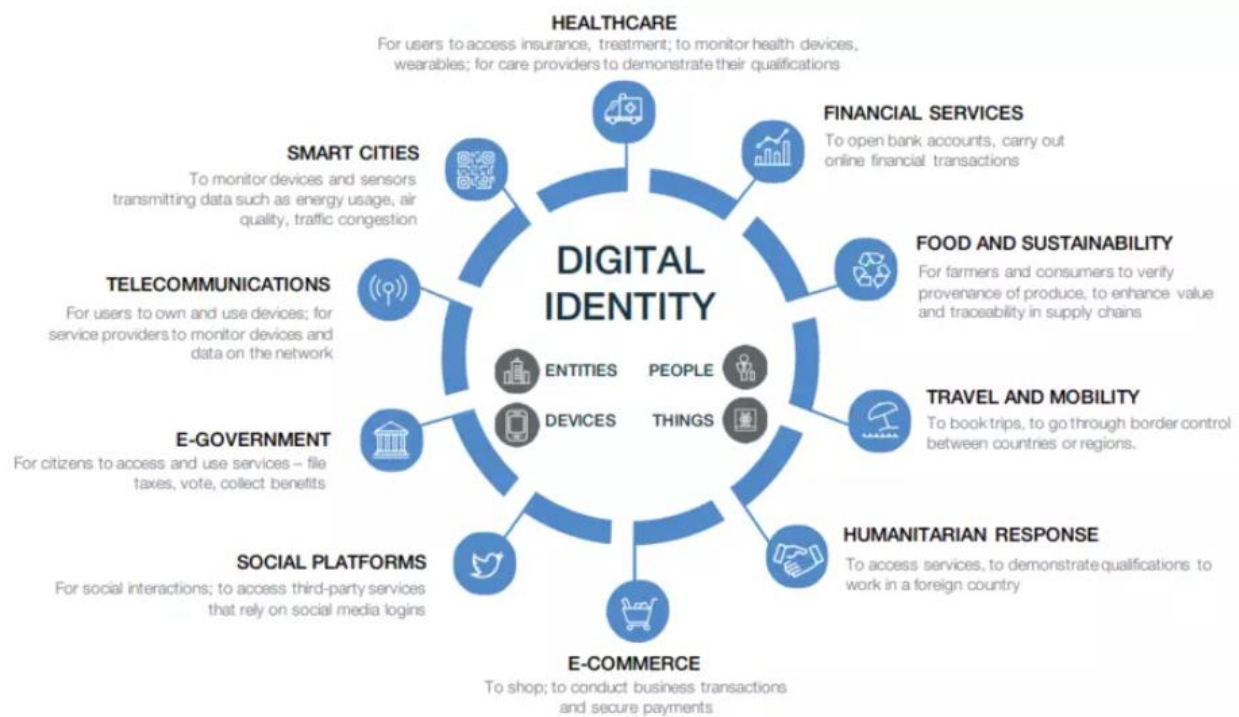 HEALTHCARE
For users to access insurance, treatment; to monitor health devices,
wearables; for care providers to demonstrate their qualifications
FINANCIAL SERVICES
To open bank accounts, carry out
online financial transactions
SMART CITIES
To monitor devices and sensors
transmitting data such as energy usage, air
quality, traffic congestion
FOOD AND SUSTAINABILITY
For farmers and consumers to verify
provenance of produce, to enhance value
and traceability in supply chains
TELECOMMUNICATIONS
For users to own and use devices; for
service providers to monitor devices and
data on the network
DIGITAL
IDENTITY
ENTITIES
PEOPLE
DEVICES
THINGS
TRAVEL AND MOBILITY
To book trips, to go through border control
between countries or regions.
E-GOVERNMENT
For citizens to access and use services – file
taxes, vote, collect benefits
HUMANITARIAN RESPONSE
To access services, to demonstrate qualifications to
work in a foreign country
SOCIAL PLATFORMS
For social interactions; to access third-party services
that rely on social media logins
E-COMMERCE
To shop; to conduct business transactions
and secure payments